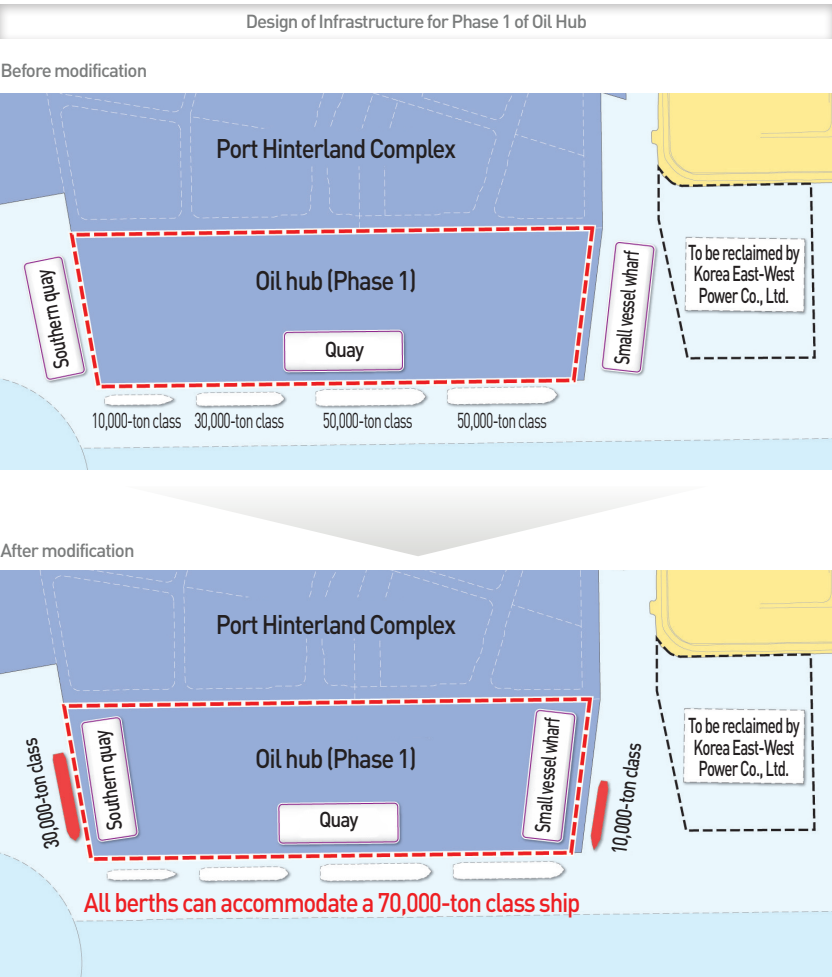 Design of Infrastructure for Phase 1 of Oil Hub
Before modification
Port Hinterland Complex
Oil hub (Phase 1)
Southern quay
Quay
Small vessel wharf
To be reclaimed by
Korea East-West
Power Co., Ltd.
10,000-ton class
30,000-ton class
50,000-ton class
50,000-ton class
After modification
Port Hinterland Complex
Oil hub (Phase 1)
30,000-ton class
Southern quay
Quay
Small vessel wharf
10,000-ton class
To be reclaimed by
Korea East-West
Power Co., Ltd.
All berths can accommodate a 70,000-ton class ship